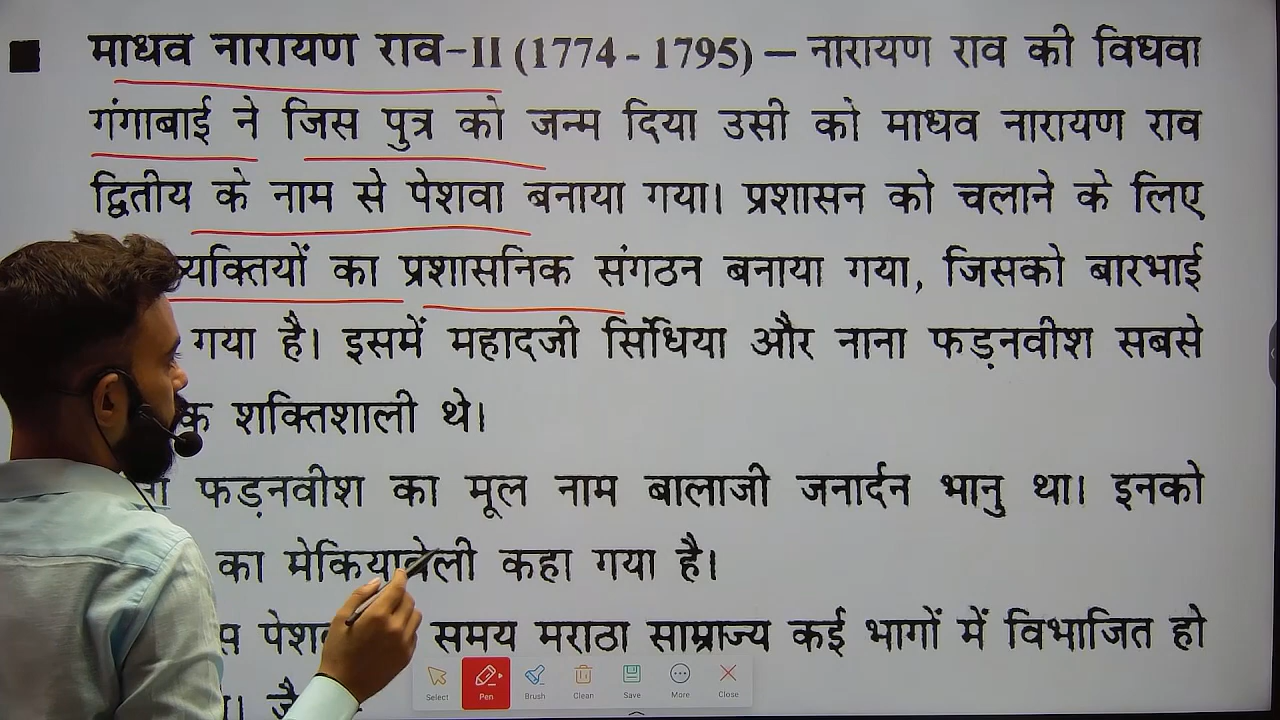 माधव नारायण राव-II (1774 - 1795) — नारायण राव की विधवा
गंगाबाई ने जिस पुत्र को जन्म दिया उसी को माधव नारायण राव
द्वितीय के नाम से पेशवा बनाया गया। प्रशासन को चलाने के लिए
व्यक्तियों का प्रशासनिक संगठन बनाया गया, जिसको बारभाई
गया है। इसमें महादजी सिंधिया और नाना फड़नवीश सबसे
शक्तिशाली थे।
फड़नवीश का मूल नाम बालाजी जनार्दन भानु था। इनको
का मेकियावेली कहा गया है।
समय मराठा साम्राज्य कई भागों में विभाजित हो
Select Pen Brush Clean Save More Close